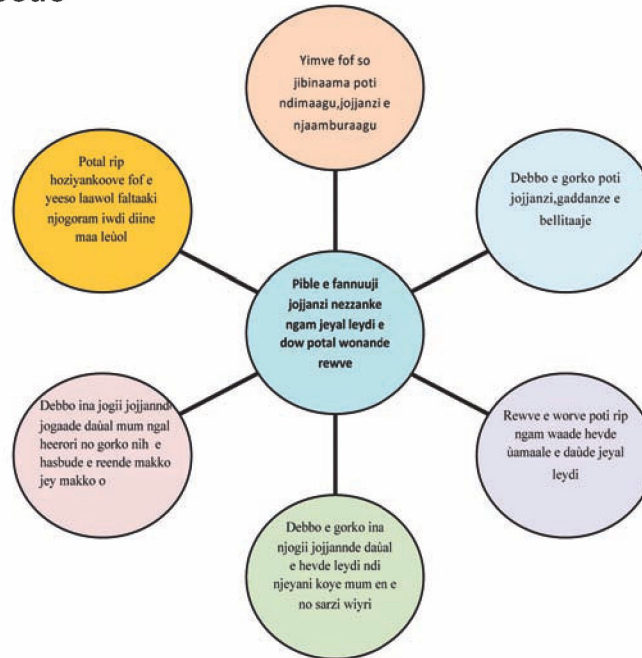 Yimve fof so
jibinaama poti
ndimaagu,jojjanzi e
njaamburaagu
Potal rip
hoziyankoove fof e
yeeso laawol faltaaki
njogoram iwdi diine
maa leùol
Debbo e gorko poti
jojjanzi,gaddanze e
bellitaaje
Pible e fannuuji
jojjanzi nezzanke
ngam jeyal leydi e
dow potal wonande
rewve
Debbo ina jogii jojjannde
jogaade daùal mum ngal
heerori no gorko nih e
hasbude e reende makko
jey makko o
Rewve e worve poti rip
ngam waade hevde
ùamaale e daùde jeyal
leydi
Debbo e gorko ina
njogii jojjannde daùal
e hevde leydi ndi
njeyani koye mum en e
no sarzi wiyri